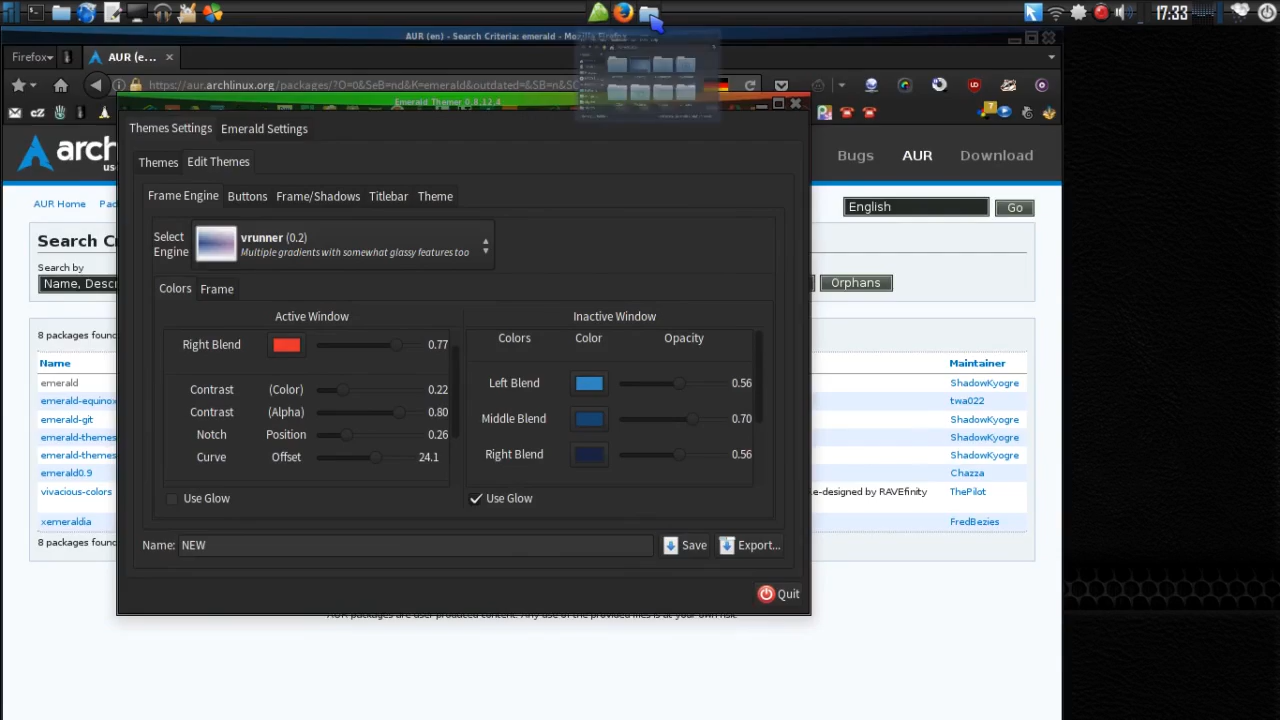 17:33
AUR (en) - Search Criteria: emerald - Mozilla Firefox
Firefox
AUR (e...
https://aur.archlinux.org/packages/?O=0&SeB=nd&K=emerald&outdated=&SB=n&
Emerald Themer 0.8.12.4
Themes Settings
Emerald Settings
arch
Bugs
AUR
Download
Themes
Edit Themes
AUR Home
English
Go
Frame Engine
Buttons
Frame/Shadows
Titlebar
Theme
Search
Select
Engine
vrunner (0.2)
Multiple gradients with somewhat glassy features too
Search by
Name, Descr
Orphans
Colors
Frame
Active Window
Inactive Window
8 packages found
Right Blend
0.77
Colors
Color
Opacity
Name
Maintainer
emerald
Left Blend
0.56
ShadowKyogre
Contrast
(Color)
0.22
emerald-equinox
twa022
Contrast
(Alpha)
0.80
emerald-git
Middle Blend
0.70
ShadowKyogre
Notch
Position
0.26
emerald-themes
ShadowKyogre
Curve
Offset
24.1
emerald-themes
Right Blend
0.56
ShadowKyogre
emerald0.9
Chazza
vivacious-colors
e-designed by RAVEfinity
ThePilot
Use Glow
Use Glow
xemeraldia
FredBezies
8 packages found
Name:
NEW
Save
Export...
Quit
AUR packages are user produced content. Any use of the provided files is at your own risk.